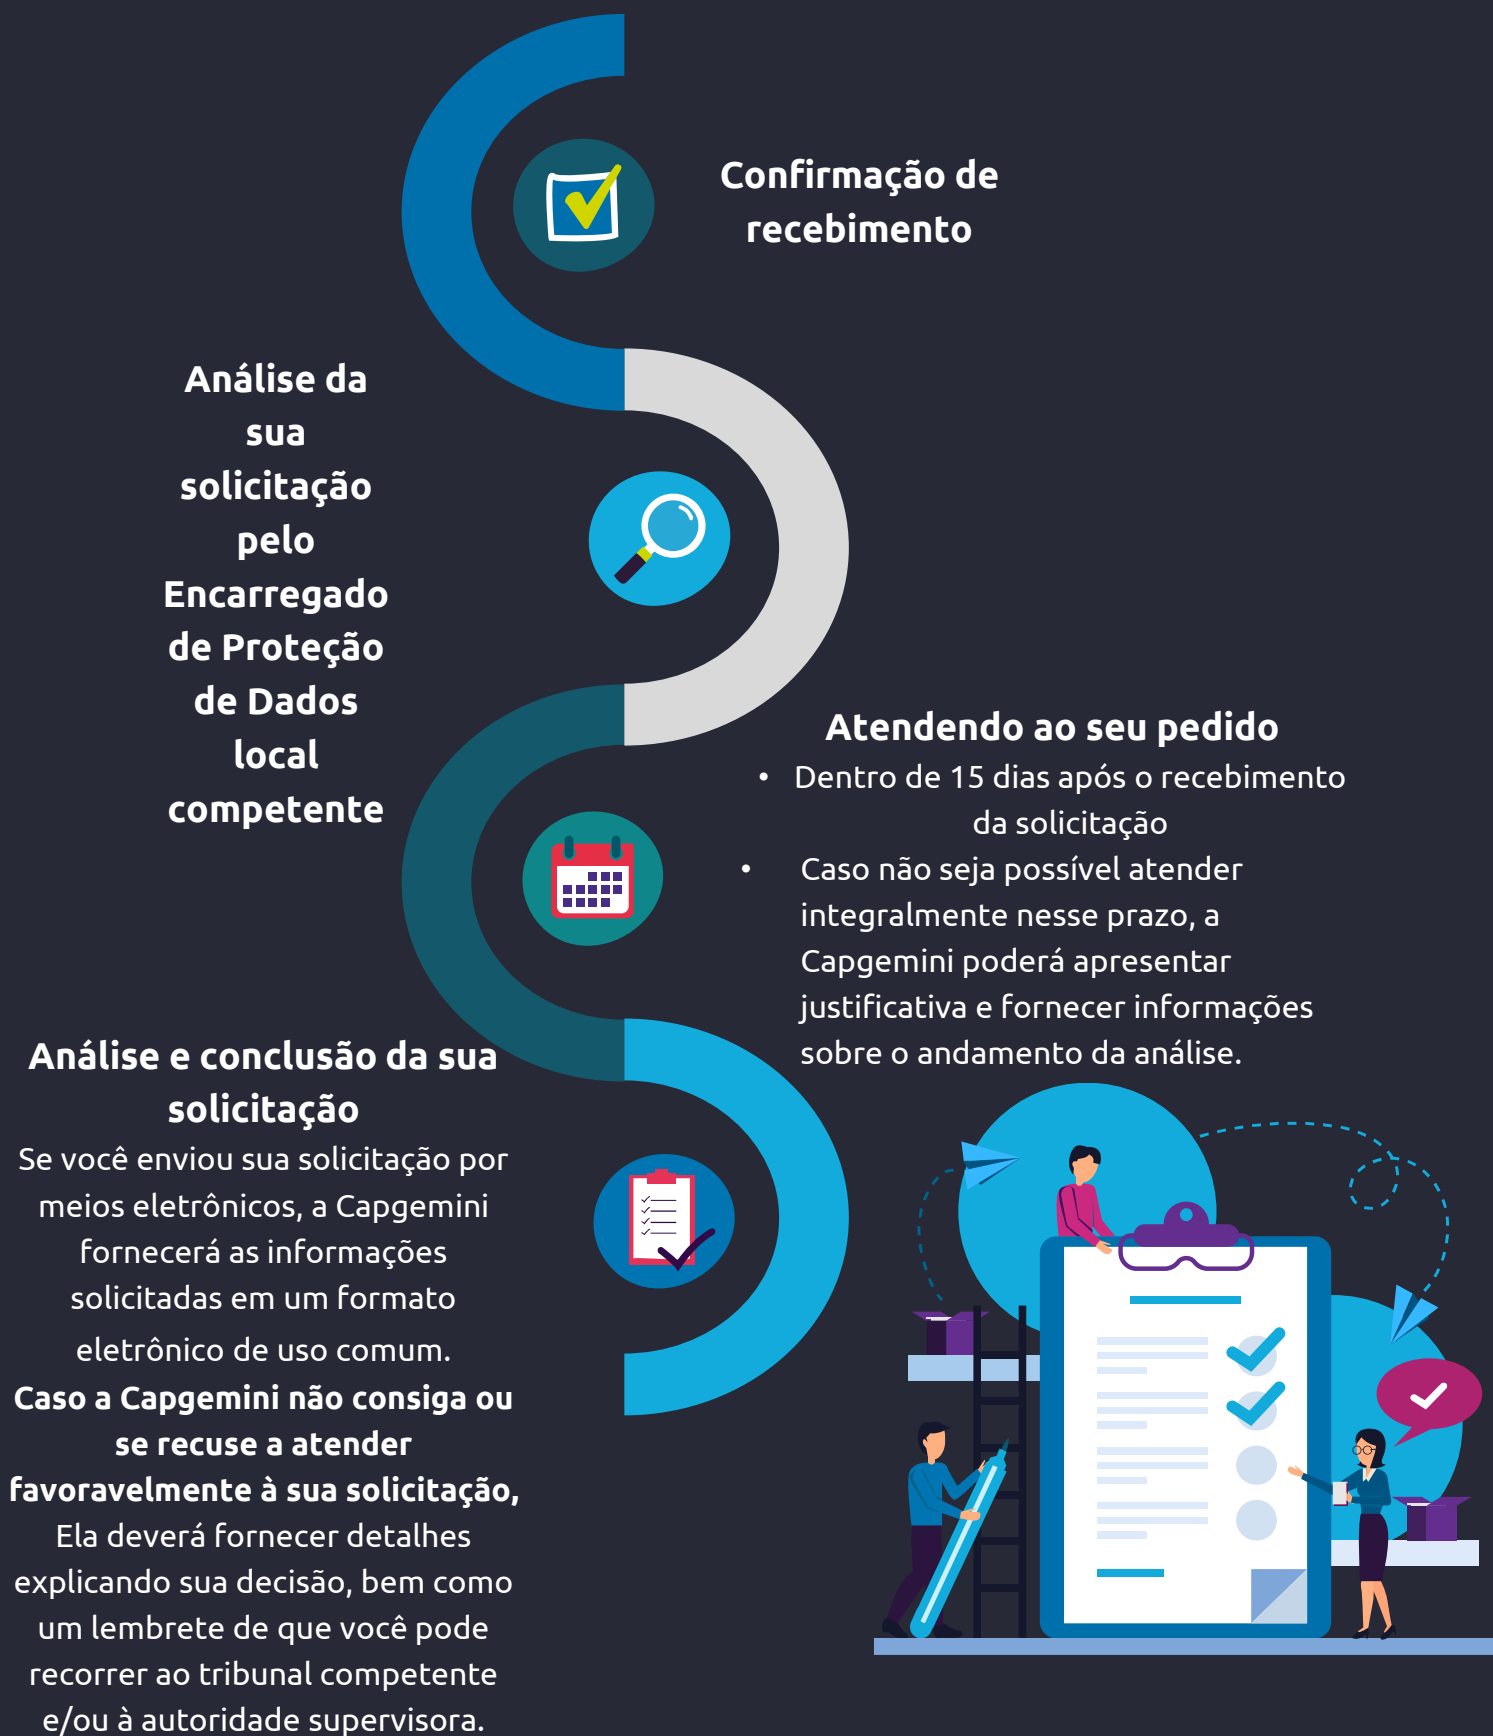 Confirmação de
recebimento
Análise da
sua
solicitação
pelo
Encarregado
de Proteção
de Dados
local
competente
Atendendo ao seu pedido
• Dentro de 15 dias após o recebimento
da solicitação
• Caso não seja possível atender
integralmente nesse prazo, a
Capgemini poderá apresentar
justificativa e fornecer informações
sobre o andamento da análise.
Análise e conclusão da sua
solicitação
Se você enviou sua solicitação por
meios eletrônicos, a Capgemini
fornecerá as informações
solicitadas em um formato
eletrônico de uso comum.
Caso a Capgemini não consiga ou
se recuse a atender
favoravelmente à sua solicitação,
Ela deverá fornecer detalhes
explicando sua decisão, bem como
um lembrete de que você pode
recorrer ao tribunal competente
e/ou à autoridade supervisora.